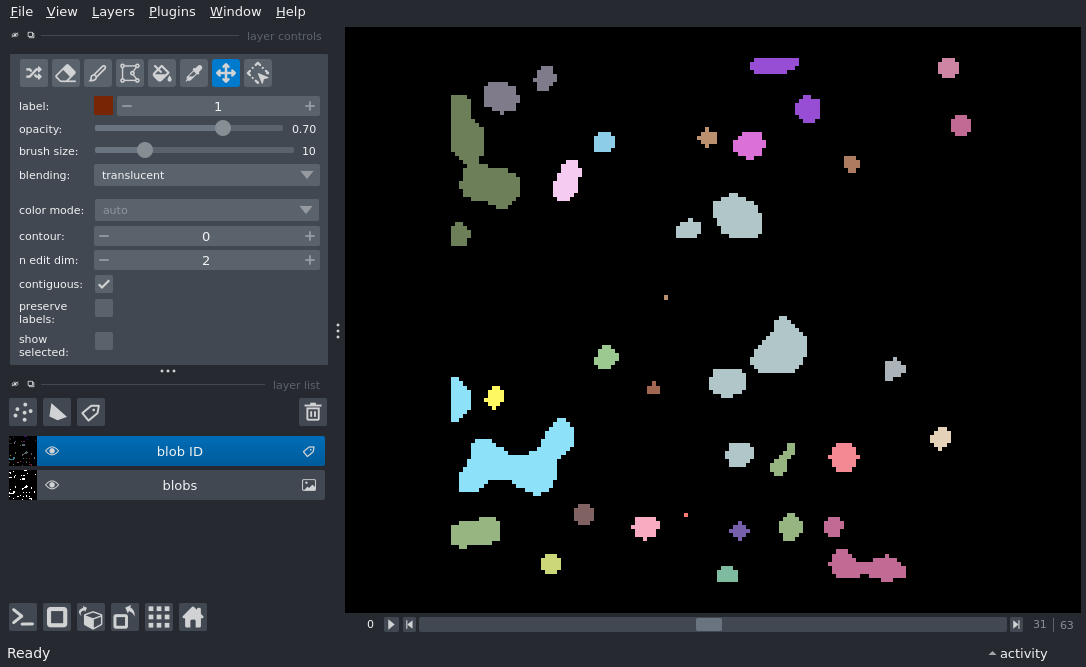 File View Layers Plugins Window Help
layer controls
label: 1
opacity: 0.70
brush size: 10
blending: translucent
color mode: auto
contour: 0
n edit dim: 2
contiguous:
preserve
labels:
show
selected:
layer list
blob ID
blobs
0 31 | 63
Ready activity